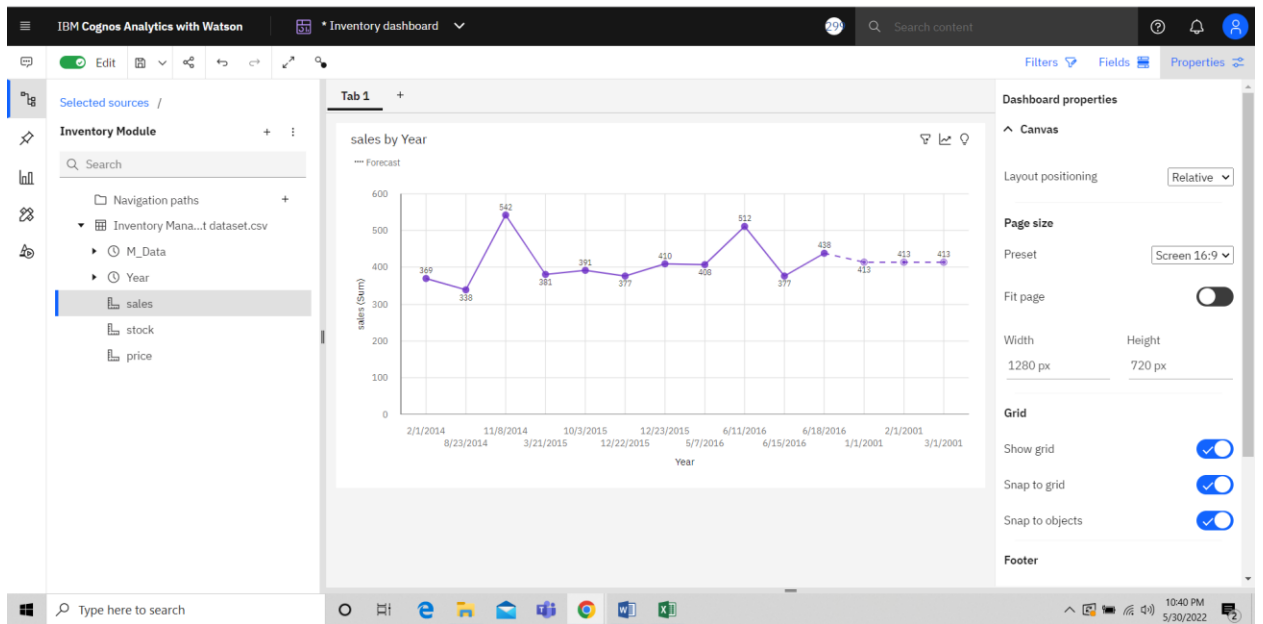 IBM Cognos Analytics with Watson
* Inventory dashboard
299
Search content
Edit
Filters
Fields
Properties
Selected sources /
Inventory Module
Search
Navigation paths
Inventory Mana...t dataset.csv
M_Data
Year
sales
stock
price
Tab 1
sales by Year
Forecast
600
500
400
300
200
100
0
sales (Sum)
369
338
542
381
391
377
410
408
512
377
438
413
413
413
2/1/2014
8/23/2014
11/8/2014
3/21/2015
10/3/2015
12/22/2015
12/23/2015
5/7/2016
6/11/2016
6/15/2016
6/18/2016
1/1/2001
2/1/2001
3/1/2001
Year
Dashboard properties
Canvas
Layout positioning
Relative
Page size
Preset
Screen 16:9
Fit page
Width Height
1280 px 720 px
Grid
Show grid
Snap to grid
Snap to objects
Footer
Type here to search
10:40 PM
5/30/2022
2